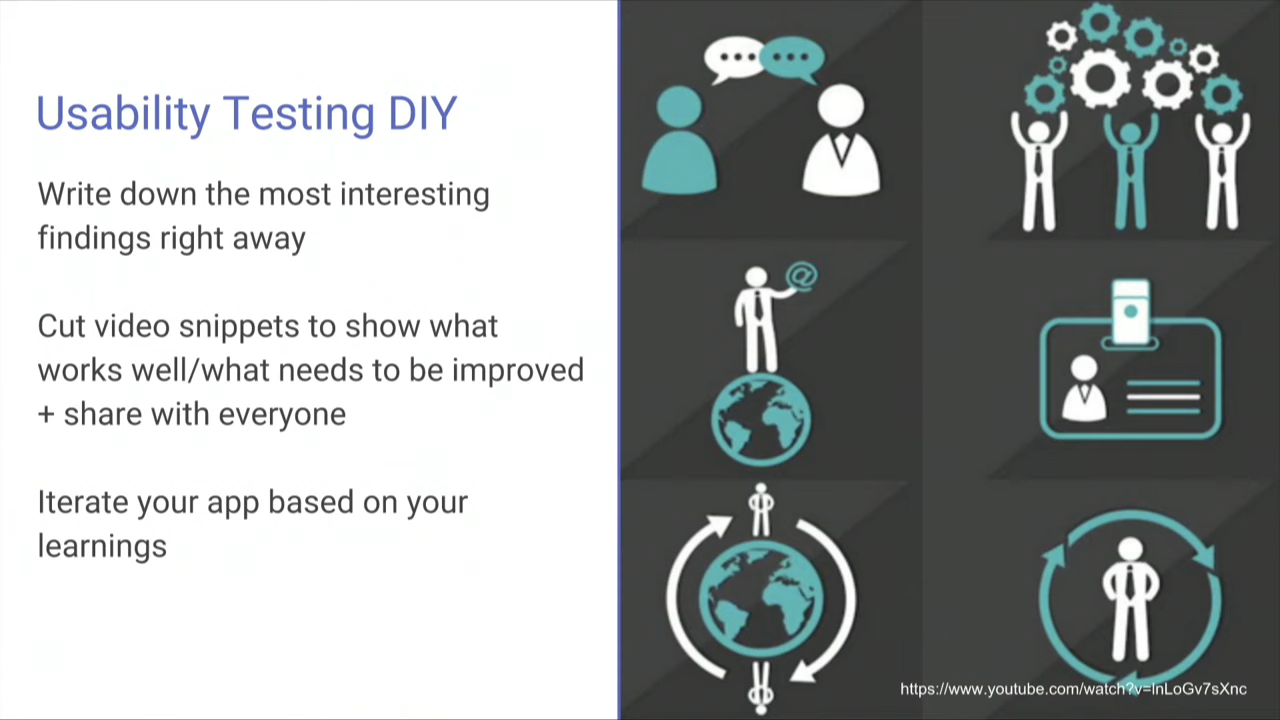 Usability Testing DIY
Write down the most interesting
findings right away
Cut video snippets to show what
works well/what needs to be improved
+ share with everyone
Iterate your app based on your
learnings
@
https://www.youtube.com/watch?v=lnLoGv7sXnc